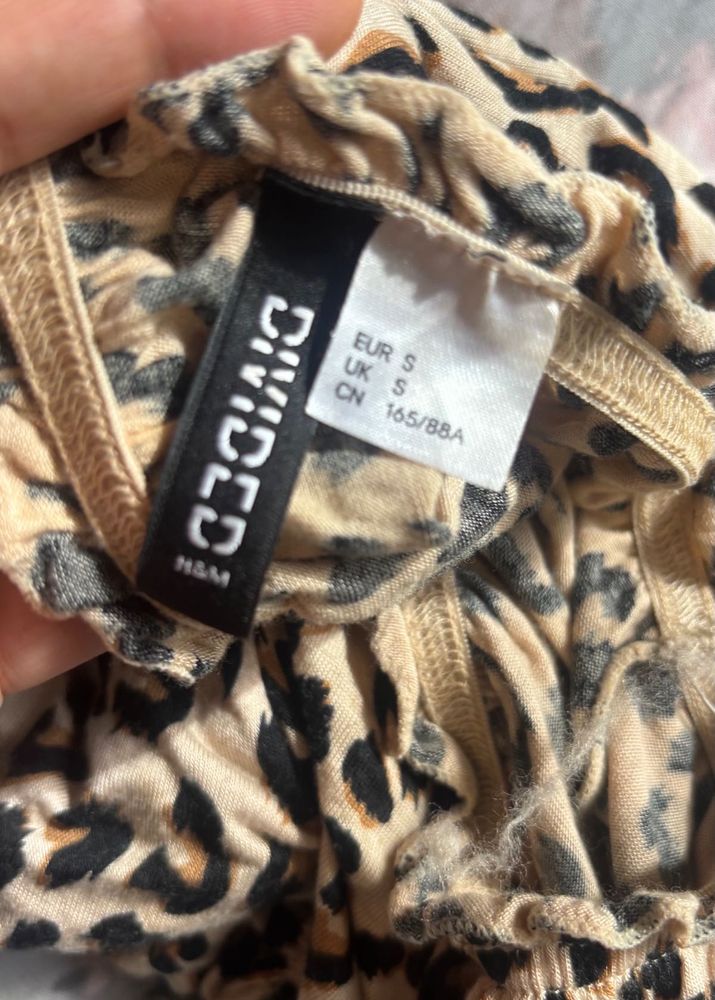 DIVIDED
H&M
EUR S
UK S
CN 165/88A